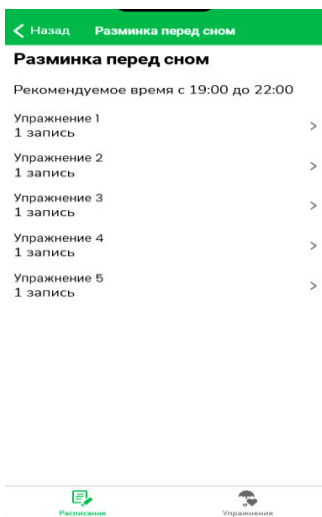 Назад Разминка перед сном
Разминка перед сном
Рекомендуемое время с 19:00 до 22:00
Упражнение 1
1 запись
Упражнение 2
1 запись
Упражнение 3
1 запись
Упражнение 4
1 запись
Упражнение 5
1 запись
Расписание Упражнения